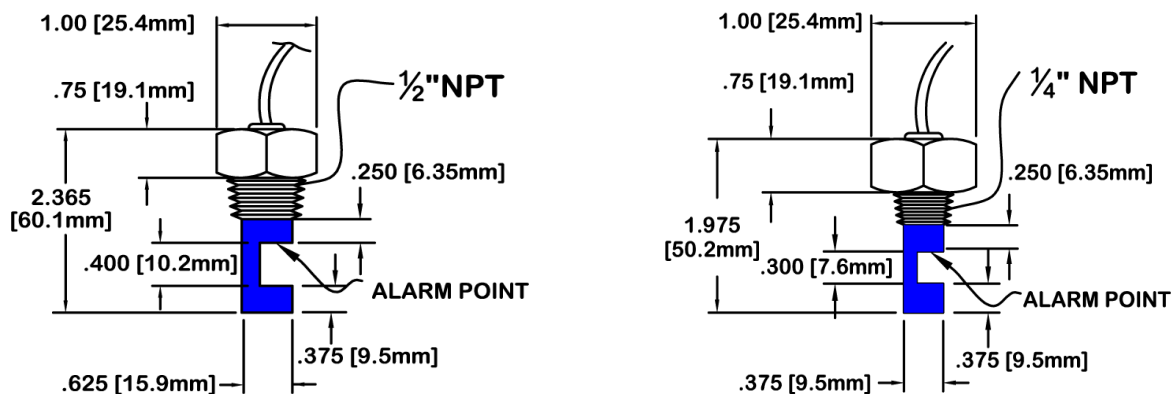 1.00 [25.4mm]
½"NPT
.75 [19.1mm]
.250 [6.35mm]
2.365
[60.1mm]
.400 [10.2mm]
ALARM POINT
.375 [9.5mm]
.625 [15.9mm]
1.00 [25.4mm]
¼" NPT
.75 [19.1mm]
.250 [6.35mm]
1.975
[50.2mm]
.300 [7.6mm]
ALARM POINT
.375 [9.5mm]
.375 [9.5mm]